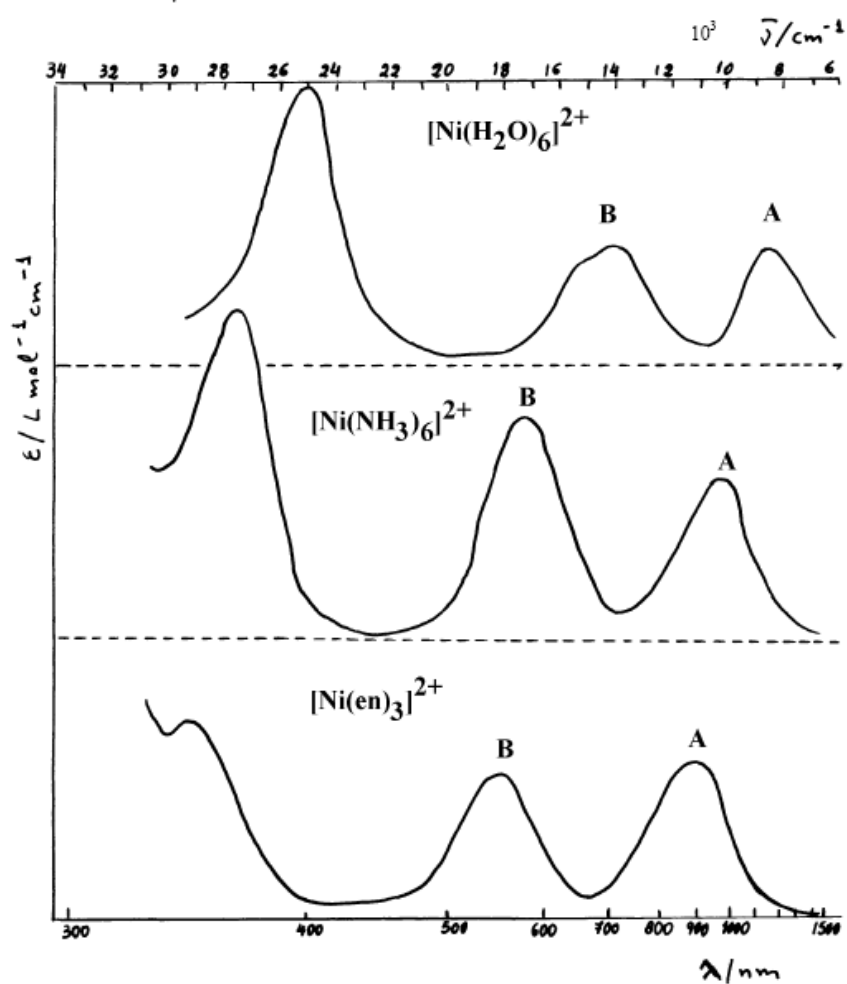 10³ ν̄/cm⁻¹
34 32 30 28 26 24 22 20 18 16 14 12 10 8 6
[Ni(H₂O)₆]²⁺
B A
ε/L mol⁻¹ cm⁻¹
[Ni(NH₃)₆]²⁺
B
A
[Ni(en)₃]²⁺
B A
300 400 500 600 700 800 900 1000 1500
λ/nm